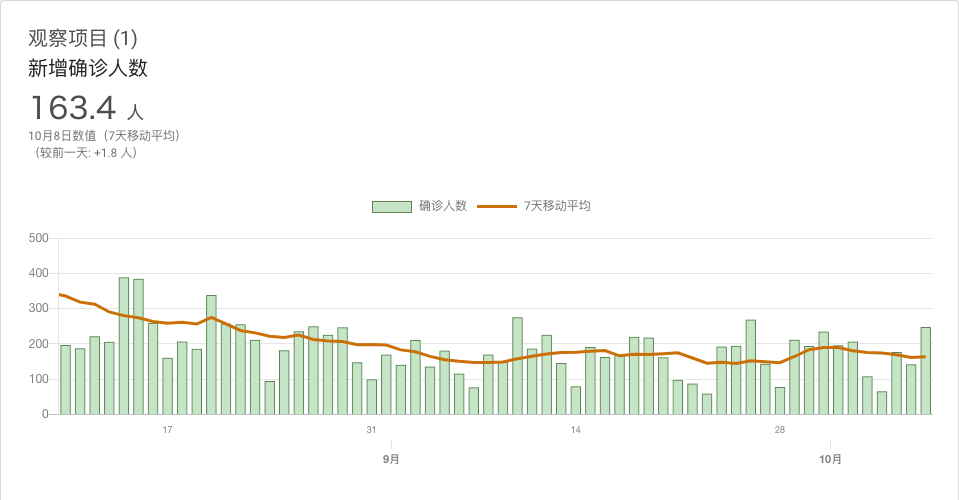 观察项目 (1)
新增确诊人数
163.4 人
10月8日数值（7天移动平均）
（较前一天: +1.8 人）
确诊人数 7天移动平均
500
400
300
200
100
0
17 31 14 28
9月 10月